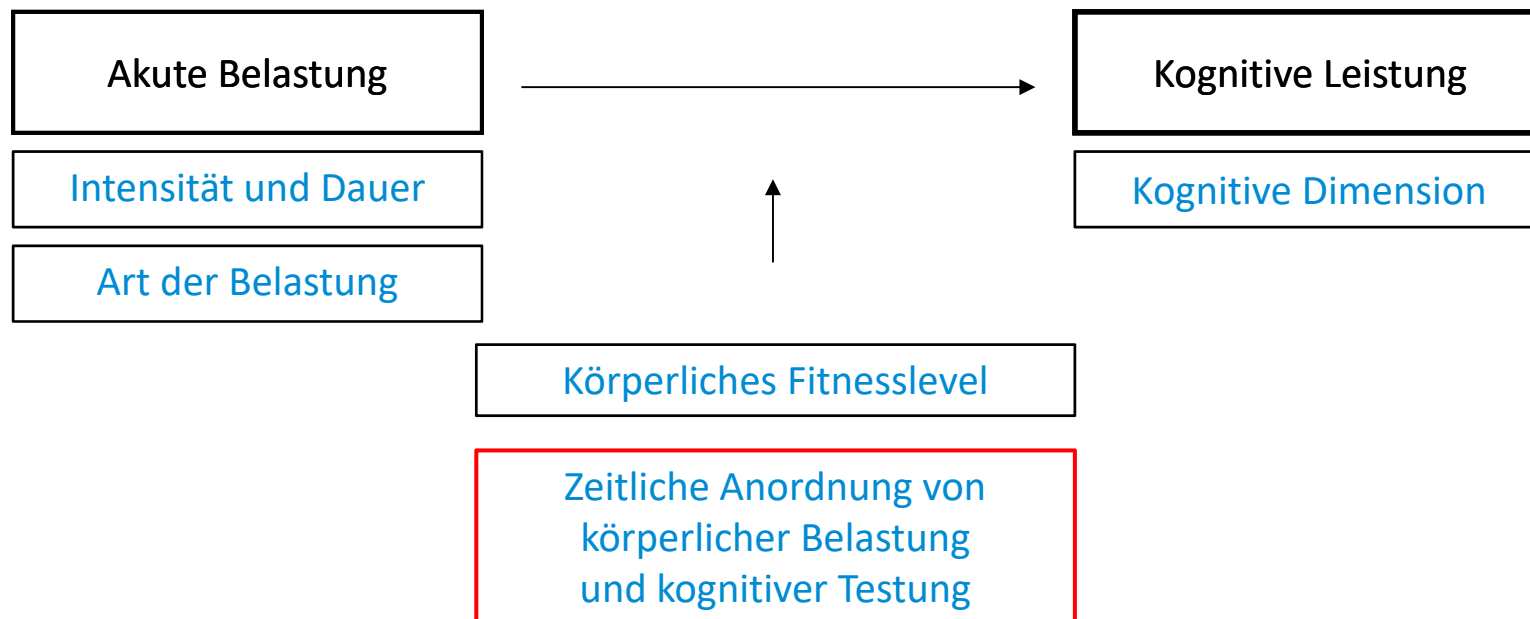 Akute Belastung
Kognitive Leistung
Intensität und Dauer
Kognitive Dimension
Art der Belastung
Körperliches Fitnesslevel
Zeitliche Anordnung von
körperlicher Belastung
und kognitiver Testung